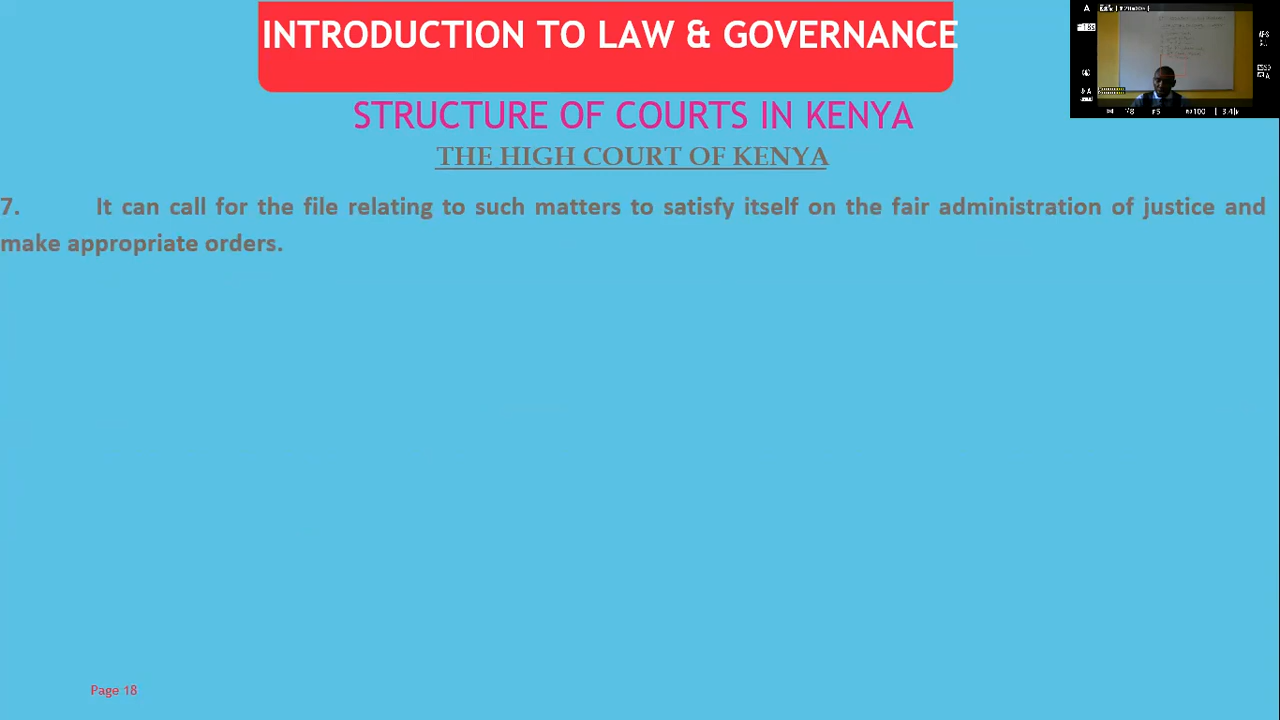 INTRODUCTION TO LAW & GOVERNANCE
STRUCTURE OF COURTS IN KENYA
THE HIGH COURT OF KENYA
7. It can call for the file relating to such matters to satisfy itself on the fair administration of justice and
make appropriate orders.
Page 18